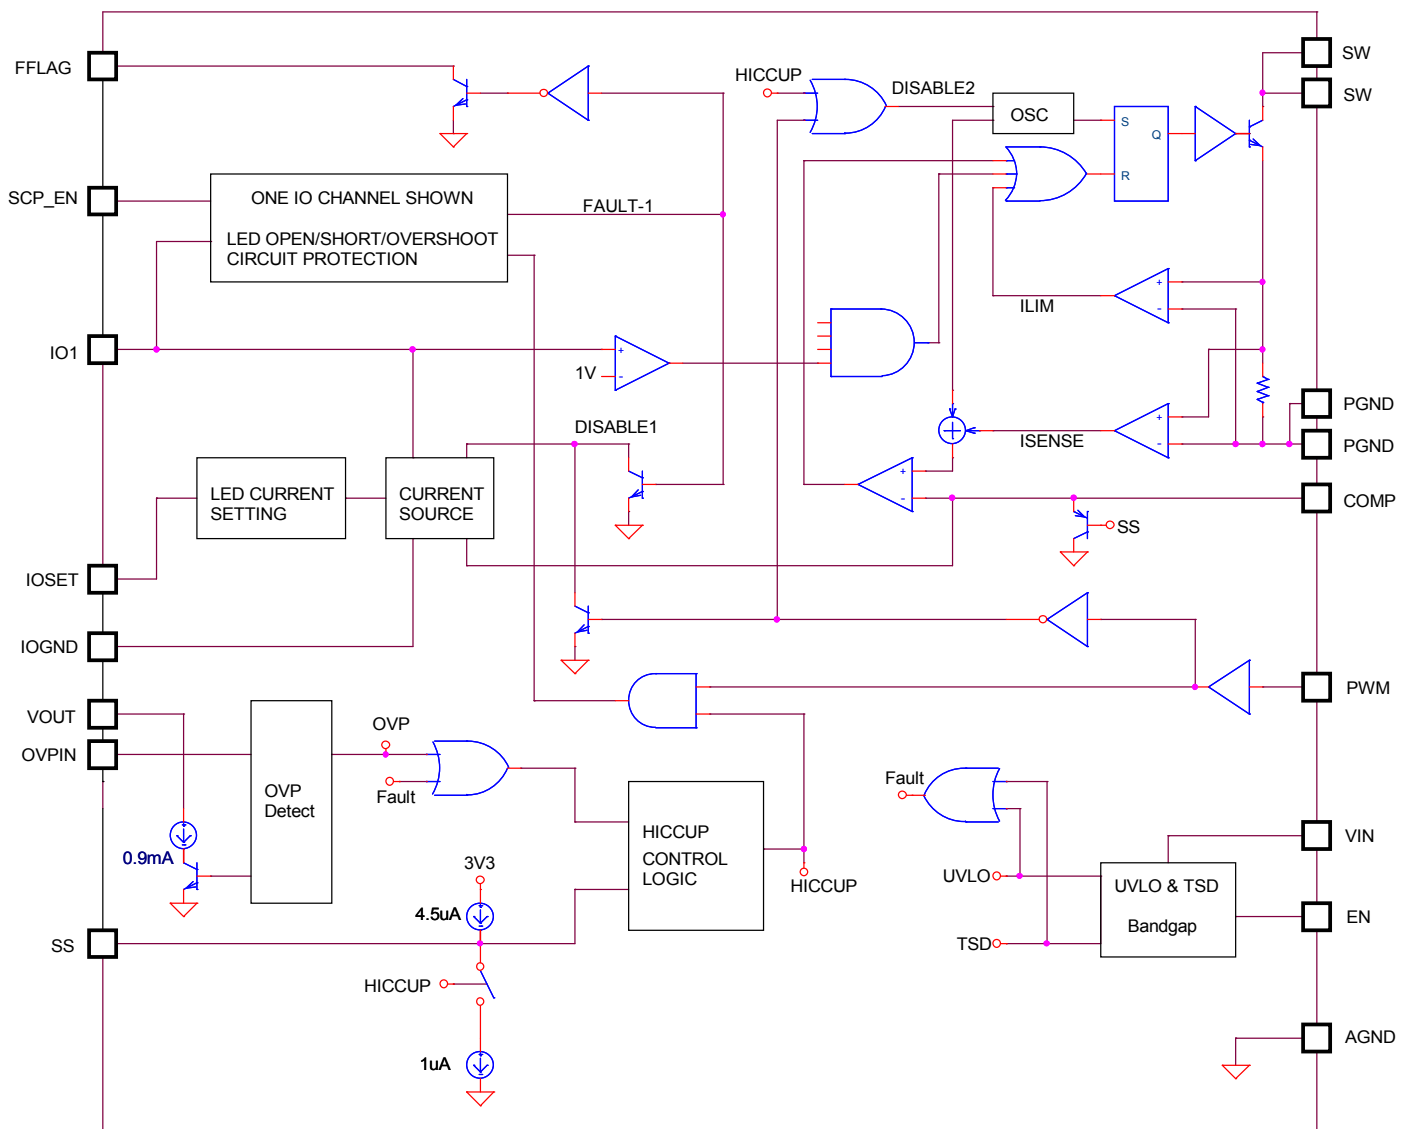 FFLAG
HICCUP
DISABLE2
OSC
S
Q
R
SW
SW
SCP_EN
ONE IO CHANNEL SHOWN
LED OPEN/SHORT/OVERSHOOT
CIRCUIT PROTECTION
FAULT-1
IO1
1V
+
-
ILIM
+
-
DISABLE1
ISENSE
+
-
PGND
PGND
LED CURRENT
SETTING
CURRENT
SOURCE
+
-
COMP
SS
IOSET
IOGND
PWM
VOUT
OVPIN
OVP
Detect
OVP
Fault
0.9mA
HICCUP
CONTROL
LOGIC
HICCUP
Fault
UVLO
TSD
UVLO & TSD
Bandgap
VIN
EN
3V3
4.5uA
SS
HICCUP
1uA
AGND